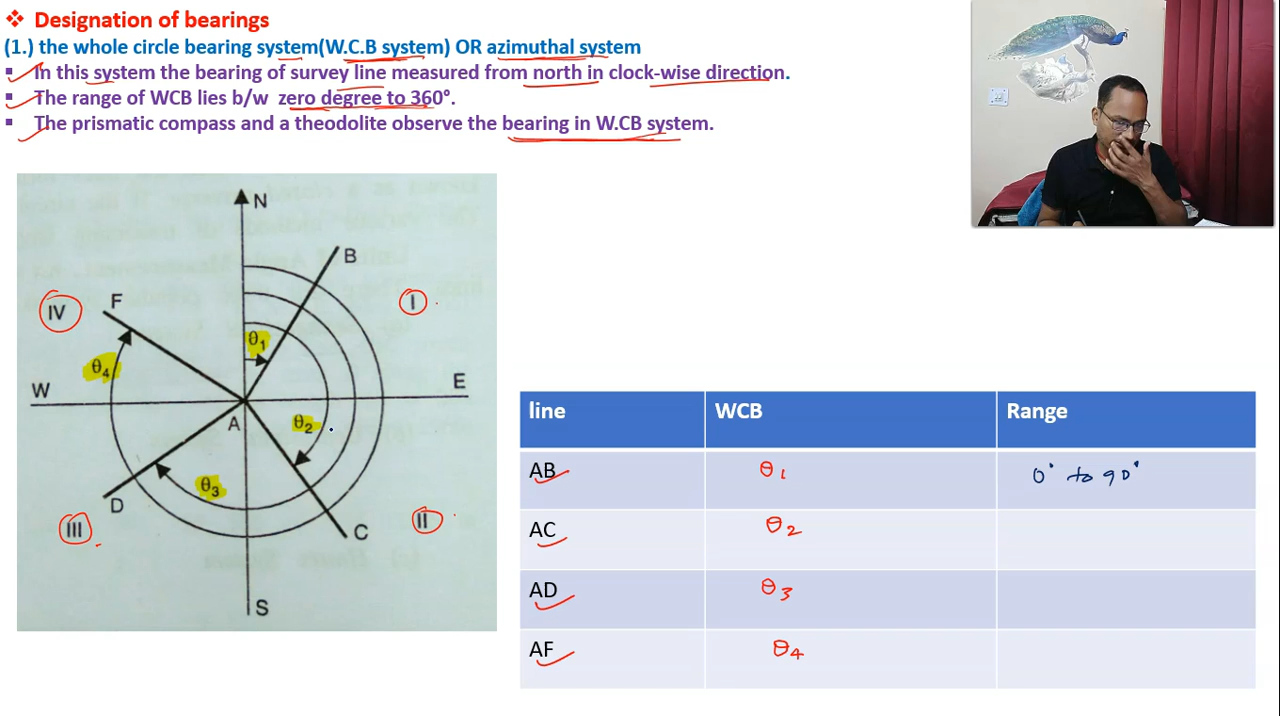 ❖ Designation of bearings
(1.) the whole circle bearing system(W.C.B system) OR azimuthal system
▪ In this system the bearing of survey line measured from north in clock-wise direction.
▪ The range of WCB lies b/w zero degree to 360°.
▪ The prismatic compass and a theodolite observe the bearing in W.CB system.
N
B
IV
F
I
θ1
θ4
W
E
A
θ2
θ3
D
III
II
C
S
line WCB Range
AB θ1 0° to 90°
AC θ2
AD θ3
AF θ4